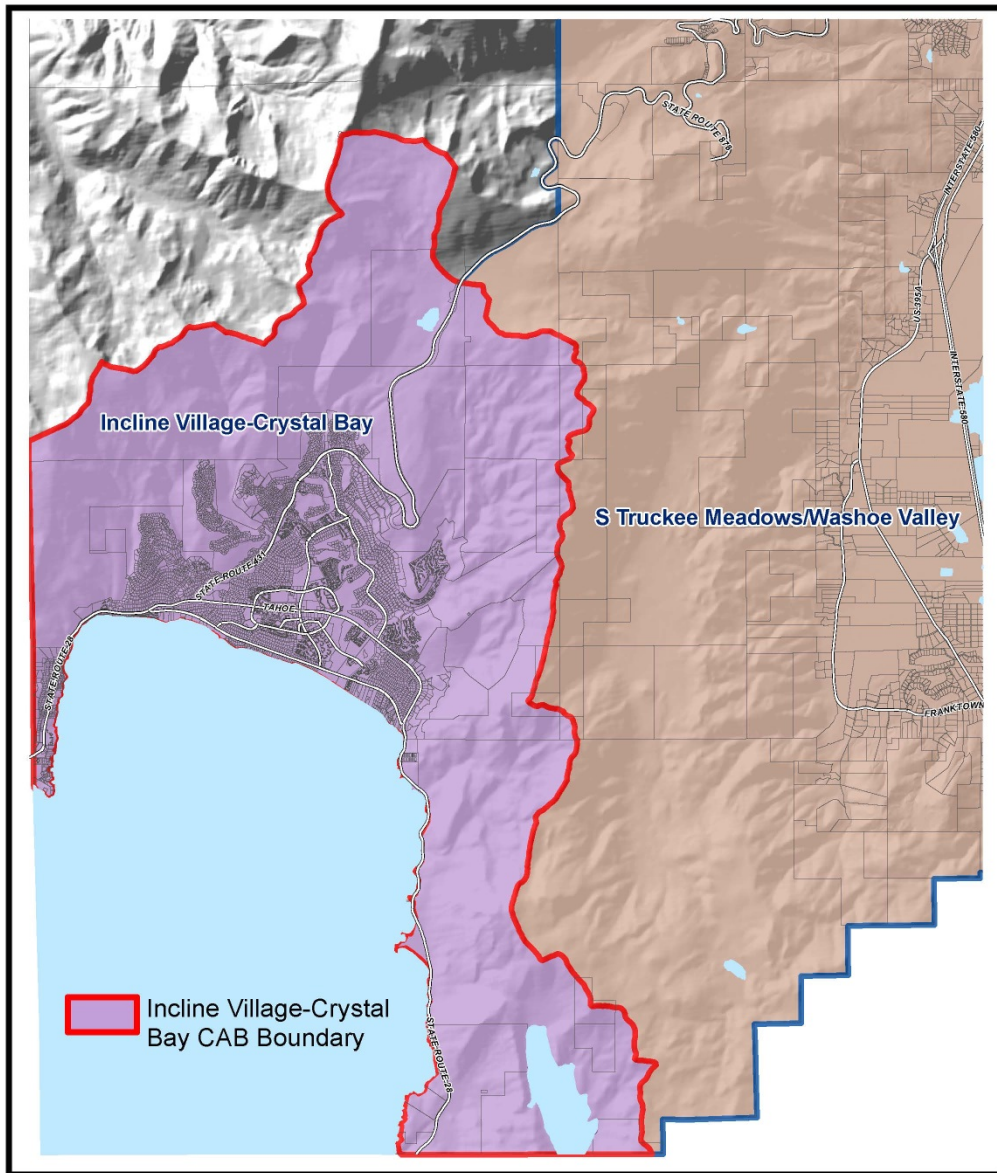 STATE ROUTE 878
INTERSTATE 580
US 395A
INTERSTATE 580
Incline Village-Crystal Bay
S Truckee Meadows/Washoe Valley
STATE ROUTE 431
TAHOE
STATE ROUTE 28
FRANKTOWN
Incline Village-Crystal
Bay CAB Boundary
STATE ROUTE 28